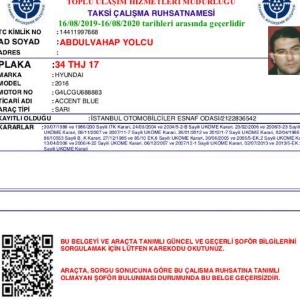 TOPLU ULAŞIM HİZMETLERİ MÜDÜRLÜĞÜ
TAKSİ ÇALIŞMA RUHSATNAMESİ
16/08/2019-16/08/2020 tarihleri arasında geçerlidir
TC KİMLİK NO :14411997668
AD SOYAD :ABDULVAHAP YOLCU
ADRES :
PLAKA :34 THJ 17
MARKA :HYUNDAI
MODEL :2016
MOTOR NO :G4LCGU686883
TİCARİ ADI :ACCENT BLUE
ARAÇ TİPİ :SARI
KAYITLI OLDUĞU :İSTANBUL OTOMOBİLCİLER ESNAF ODASI/2122836542
KARARLAR
BU BELGEYİ VE ARAÇTA TANIMLI GÜNCEL VE GEÇERLİ ŞOFÖR BİLGİLERİNİ
SORGULAMAK İÇİN LÜTFEN KAREKODU OKUTUNUZ.
ARAÇTA, SORGU SONUCUNA GÖRE BU ÇALIŞMA RUHSATINA TANIMLI
OLMAYAN ŞOFÖR BULUNMASI DURUMUNDA BU BELGE GEÇERSİZDİR.